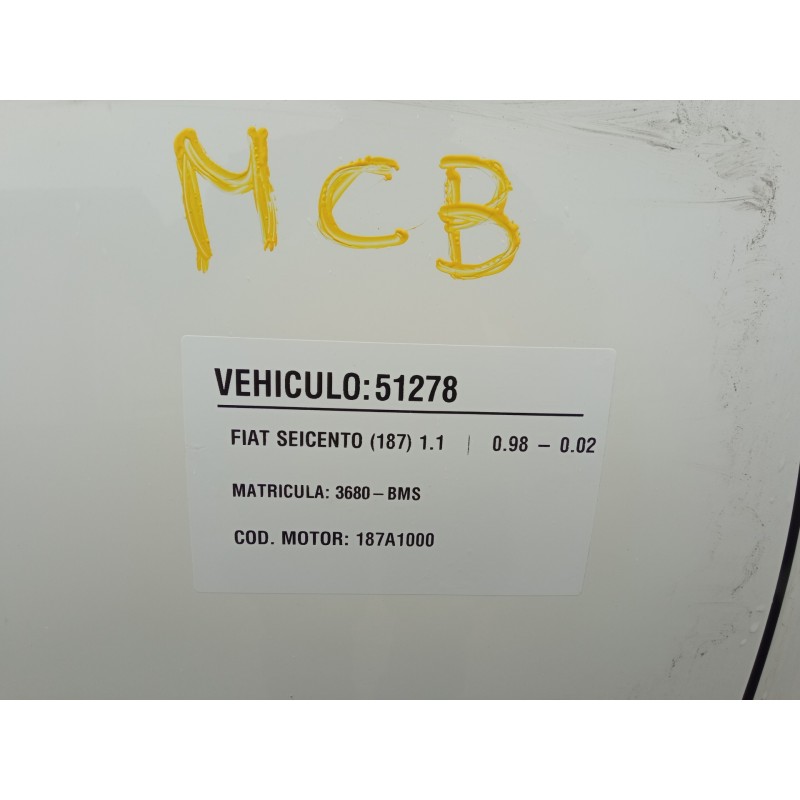 MCB
VEHICULO:51278
FIAT SEICENTO (187) 1.1 | 0.98 – 0.02
MATRICULA: 3680–BMS
COD. MOTOR: 187A1000